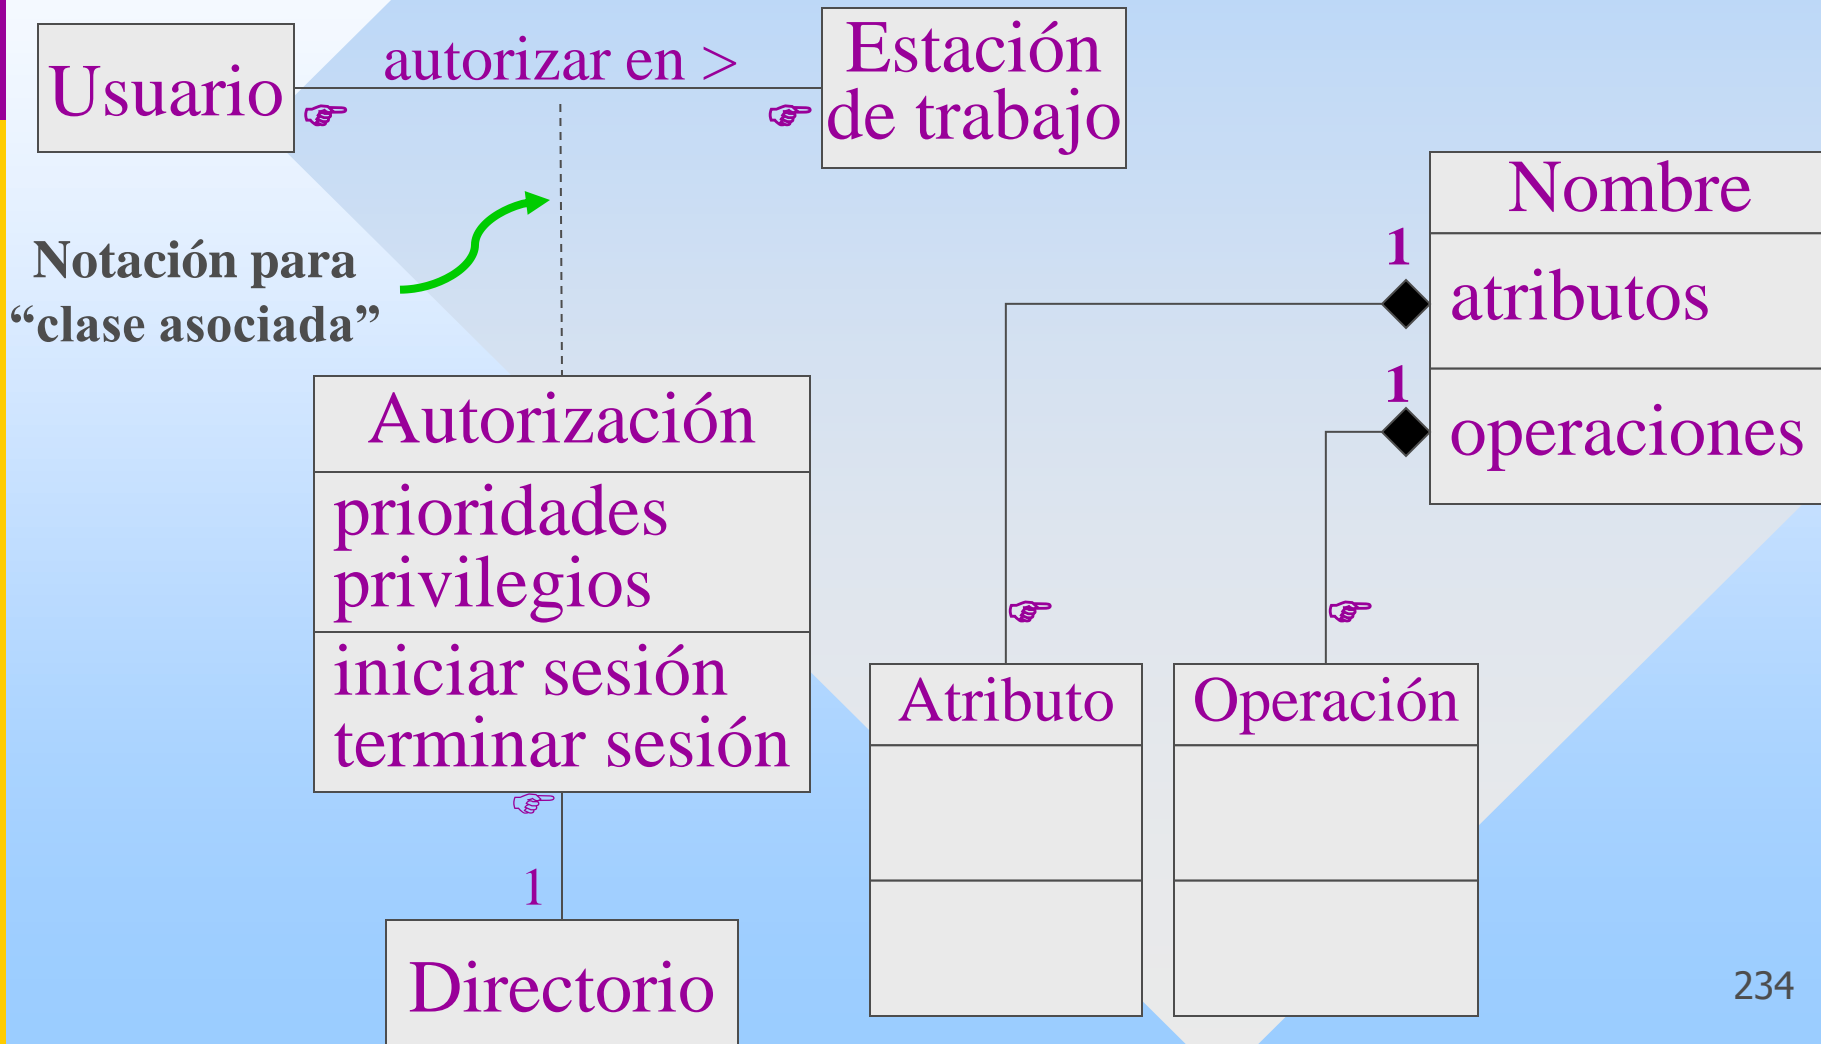 Usuario
autorizar en >
Estación
de trabajo
☞
☞
Notación para
“clase asociada”
Autorización
prioridades
privilegios
iniciar sesión
terminar sesión
☞
1
Directorio
Nombre
1
atributos
1
operaciones
☞
☞
Atributo
Operación
234